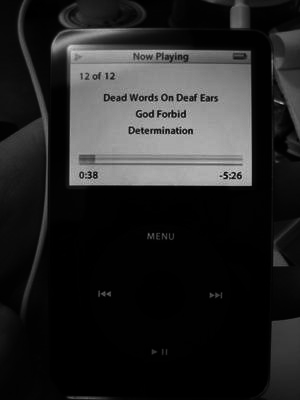 Now Playing
12 of 12
Dead Words On Deaf Ears
God Forbid
Determination
0:38 -5:26
MENU